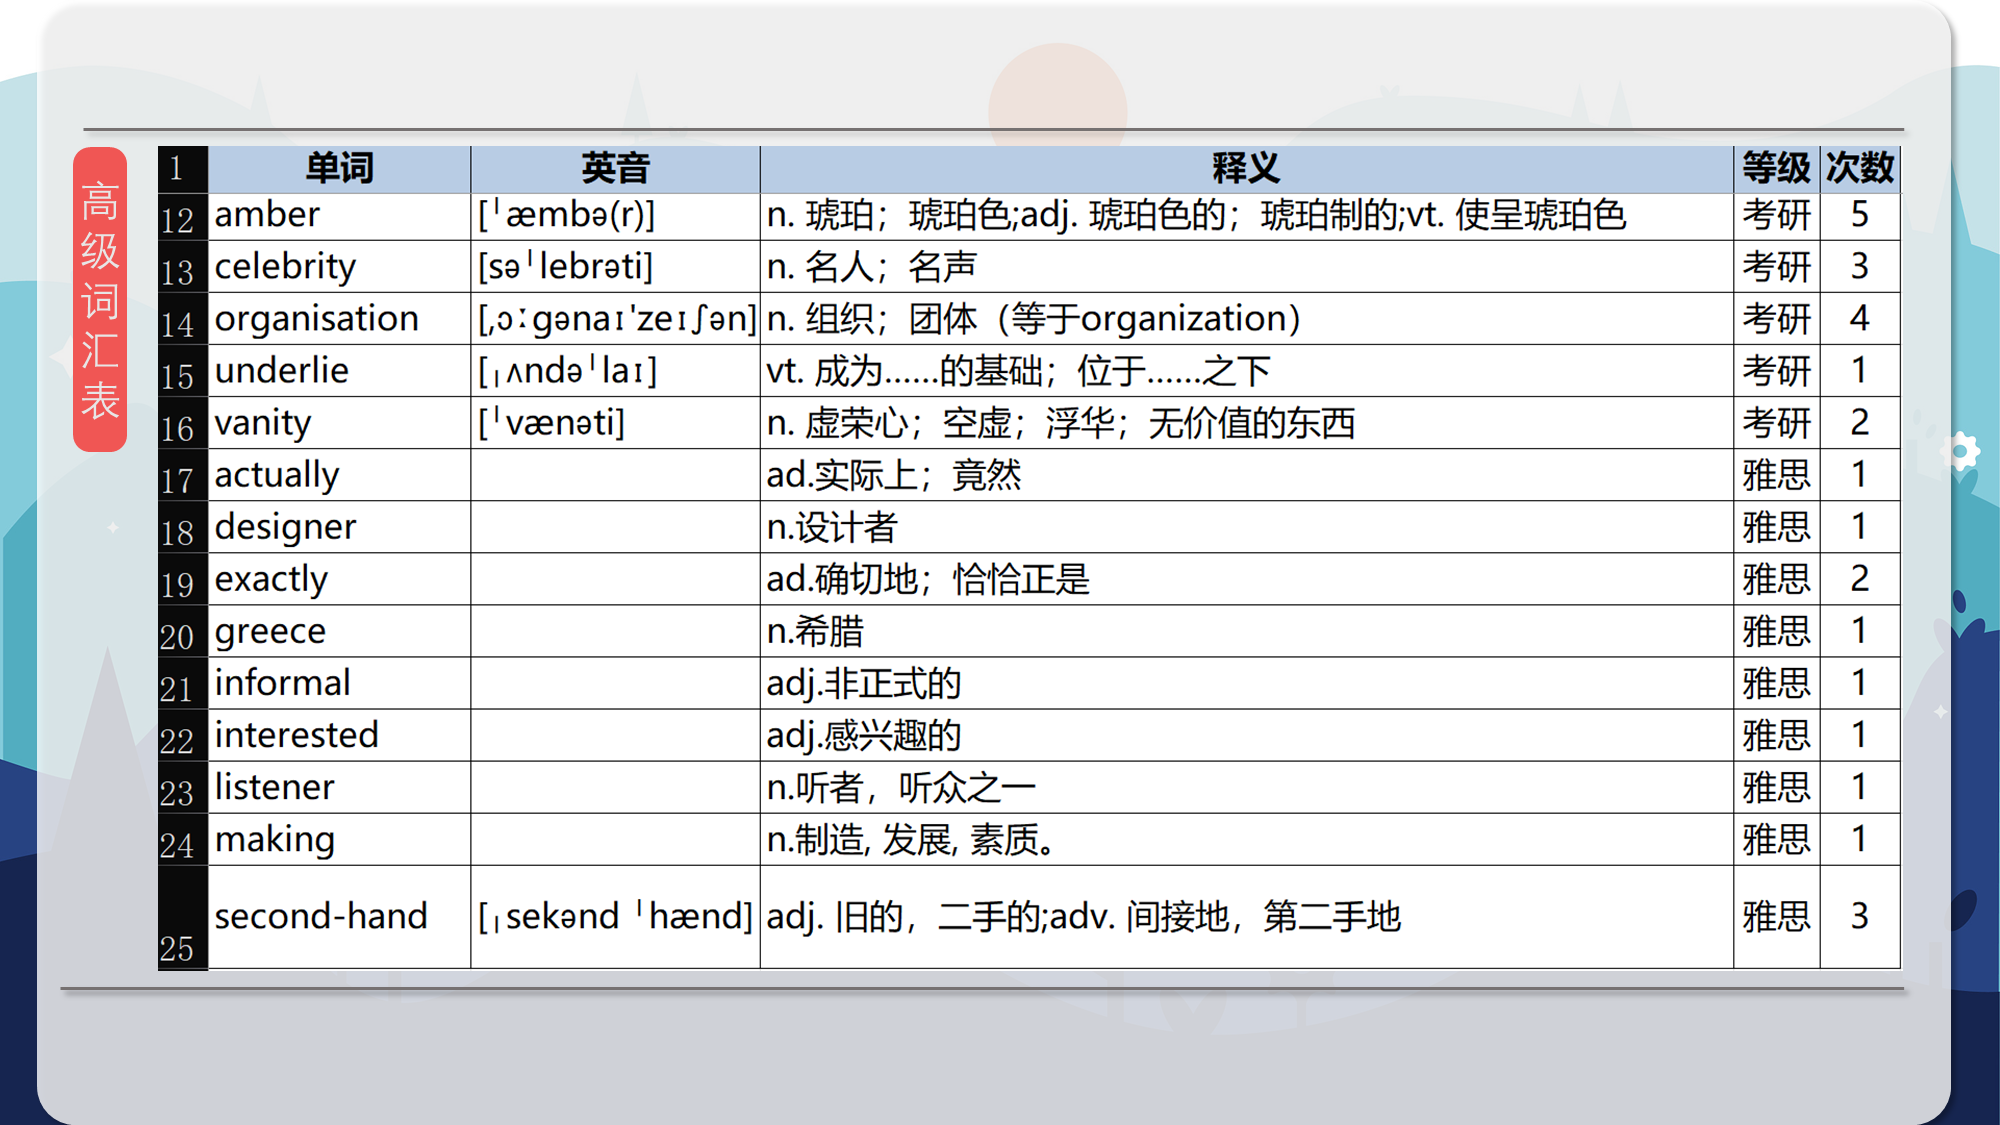 高级词汇表
1 单词 英音 释义 等级 次数
12 amber [ˈæmbə(r)] n. 琥珀；琥珀色;adj. 琥珀色的；琥珀制的;vt. 使呈琥珀色 考研 5
13 celebrity [səˈlebrəti] n. 名人；名声 考研 3
14 organisation [ˌɔːgənaɪ'zeɪʃən] n. 组织；团体（等于organization） 考研 4
15 underlie [ˌʌndəˈlaɪ] vt. 成为......的基础；位于......之下 考研 1
16 vanity [ˈvænəti] n. 虚荣心；空虚；浮华；无价值的东西 考研 2
17 actually ad.实际上；竟然 雅思 1
18 designer n.设计者 雅思 1
19 exactly ad.确切地；恰恰正是 雅思 2
20 greece n.希腊 雅思 1
21 informal adj.非正式的 雅思 1
22 interested adj.感兴趣的 雅思 1
23 listener n.听者，听众之一 雅思 1
24 making n.制造, 发展, 素质。 雅思 1
25 second-hand [ˌsekənd ˈhænd] adj. 旧的，二手的;adv. 间接地，第二手地 雅思 3